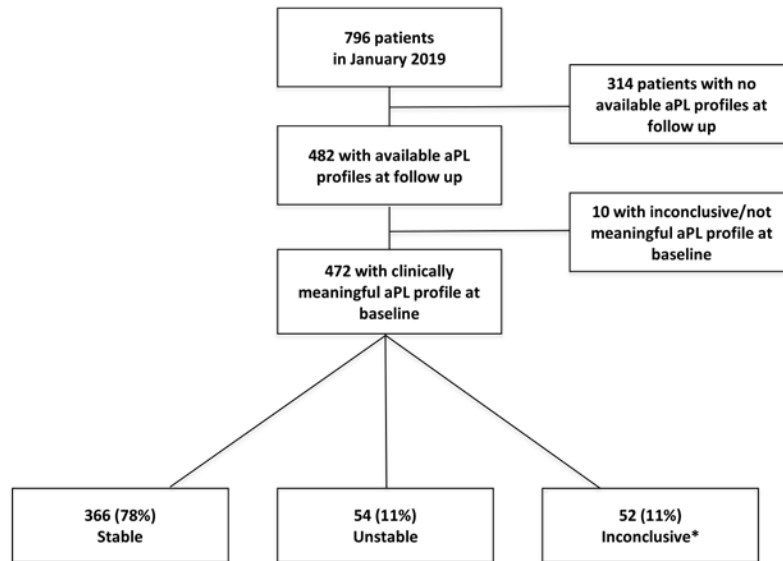 796 patients
in January 2019
314 patients with no
available aPL profiles at
follow up
482 with available aPL
profiles at follow up
10 with inconclusive/not
meaningful aPL profile at
baseline
472 with clinically
meaningful aPL profile at
baseline
366 (78%)
Stable
54 (11%)
Unstable
52 (11%)
Inconclusive*